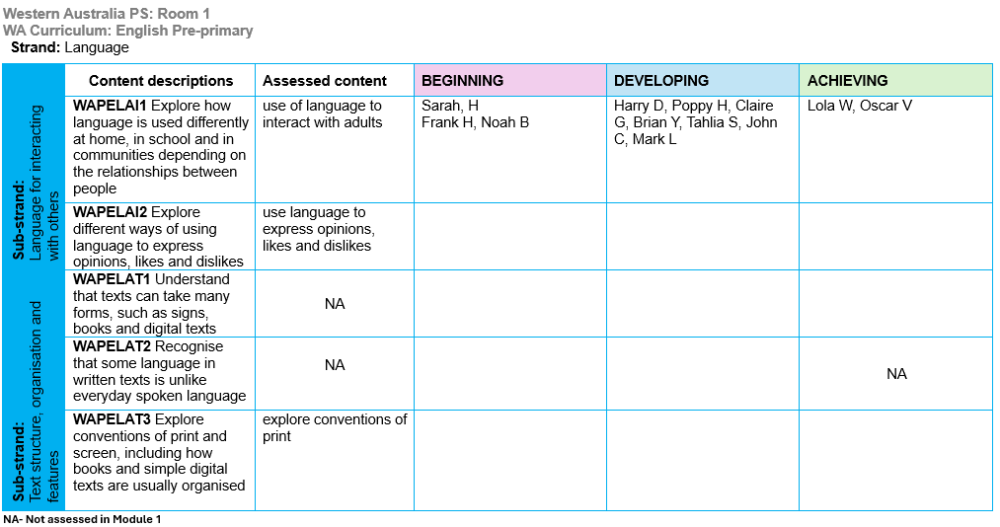 Western Australia PS: Room 1
WA Curriculum: English Pre-primary
Strand: Language
Content descriptions
Assessed content
BEGINNING
DEVELOPING
ACHIEVING
Sub-strand:
Language for interacting
with others
WAPELAI1 Explore how
language is used differently
at home, in school and in
communities depending on
the relationships between
people
use of language to
interact with adults
Sarah, H
Frank H, Noah B
Harry D, Poppy H, Claire
G, Brian Y, Tahlia S, John
C, Mark L
Lola W, Oscar V
WAPELAI2 Explore
different ways of using
language to express
opinions, likes and dislikes
use language to
express opinions,
likes and dislikes
Sub-strand:
Text structure, organisation and
features
WAPELAT1 Understand
that texts can take many
forms, such as signs,
books and digital texts
NA
WAPELAT2 Recognise
that some language in
written texts is unlike
everyday spoken language
NA
NA
WAPELAT3 Explore
conventions of print and
screen, including how
books and simple digital
texts are usually organised
explore conventions of
print
NA- Not assessed in Module 1